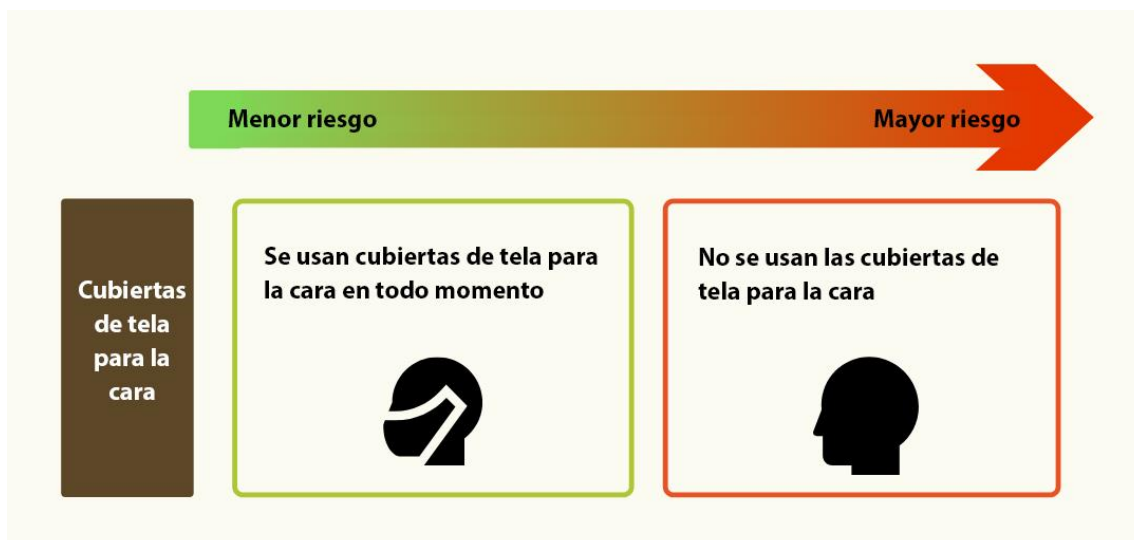 Menor riesgo
Mayor riesgo
Cubiertas
de tela
para la
cara
Se usan cubiertas de tela para
la cara en todo momento
No se usan las cubiertas de
tela para la cara